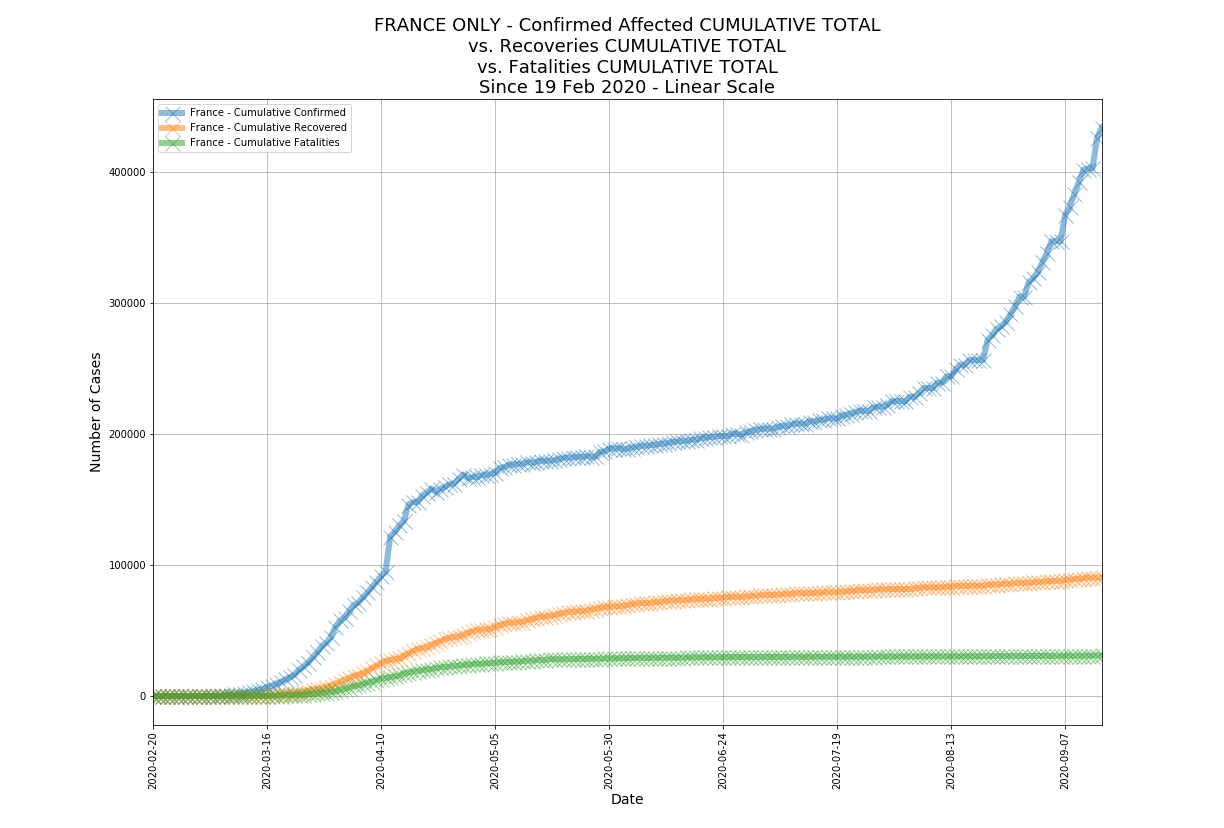 FRANCE ONLY - Confirmed Affected CUMULATIVE TOTAL
vs. Recoveries CUMULATIVE TOTAL
vs. Fatalities CUMULATIVE TOTAL
Since 19 Feb 2020 - Linear Scale
France - Cumulative Confirmed
France - Cumulative Recovered
France - Cumulative Fatalities
Number of Cases
400000
300000
200000
100000
0
2020-02-20
2020-03-16
2020-04-10
2020-05-05
2020-05-30
2020-06-24
2020-07-19
2020-08-13
2020-09-07
Date